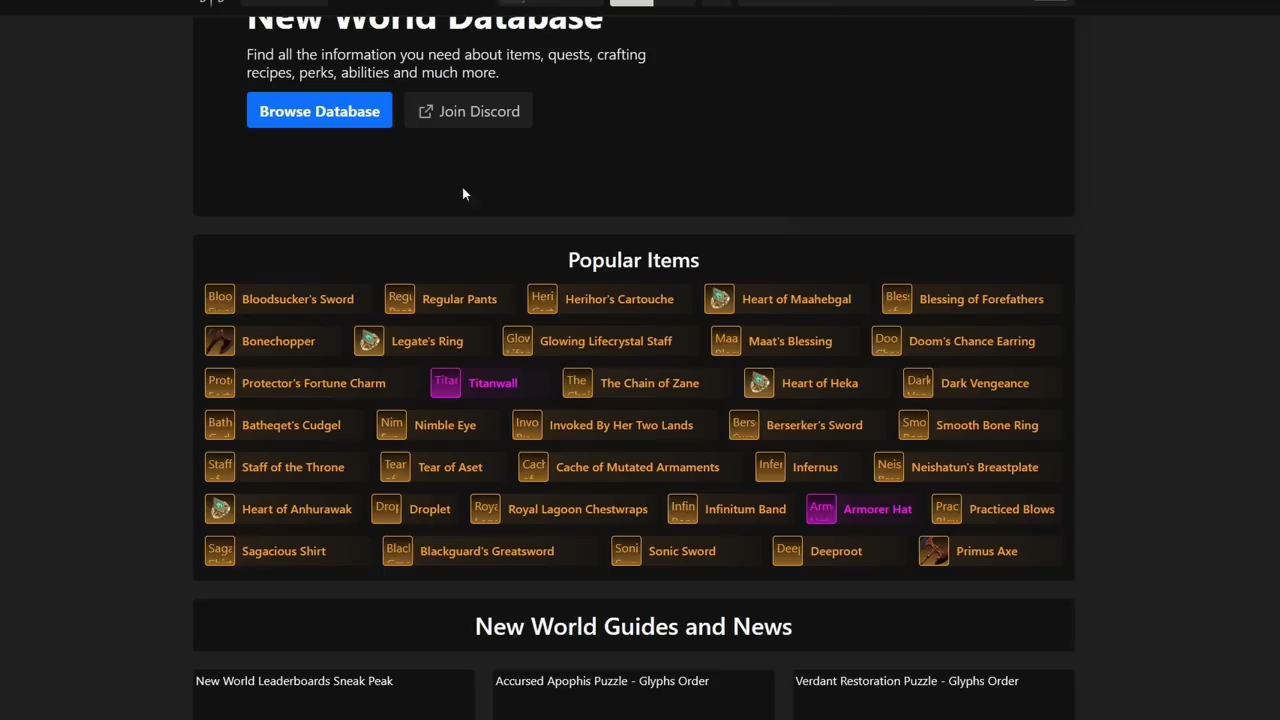 New World Database
Find all the information you need about items, quests, crafting
recipes, perks, abilities and much more.
Browse Database Join Discord
Popular Items
Bloodsucker's Sword Regular Pants Herihor's Cartouche Heart of Maahebgal Blessing of Forefathers
Bonechopper Legate's Ring Glowing Lifecrystal Staff Maat's Blessing Doom's Chance Earring
Protector's Fortune Charm Titanwall The Chain of Zane Heart of Heka Dark Vengeance
Batheqet's Cudgel Nimble Eye Invoked By Her Two Lands Berserker's Sword Smooth Bone Ring
Staff of the Throne Tear of Aset Cache of Mutated Armaments Infernus Neishatun's Breastplate
Heart of Anhurawak Droplet Royal Lagoon Chestwraps Infinitum Band Armorer Hat Practiced Blows
Sagacious Shirt Blackguard's Greatsword Sonic Sword Deeproot Primus Axe
New World Guides and News
New World Leaderboards Sneak Peak Accursed Apophis Puzzle - Glyphs Order Verdant Restoration Puzzle - Glyphs Order